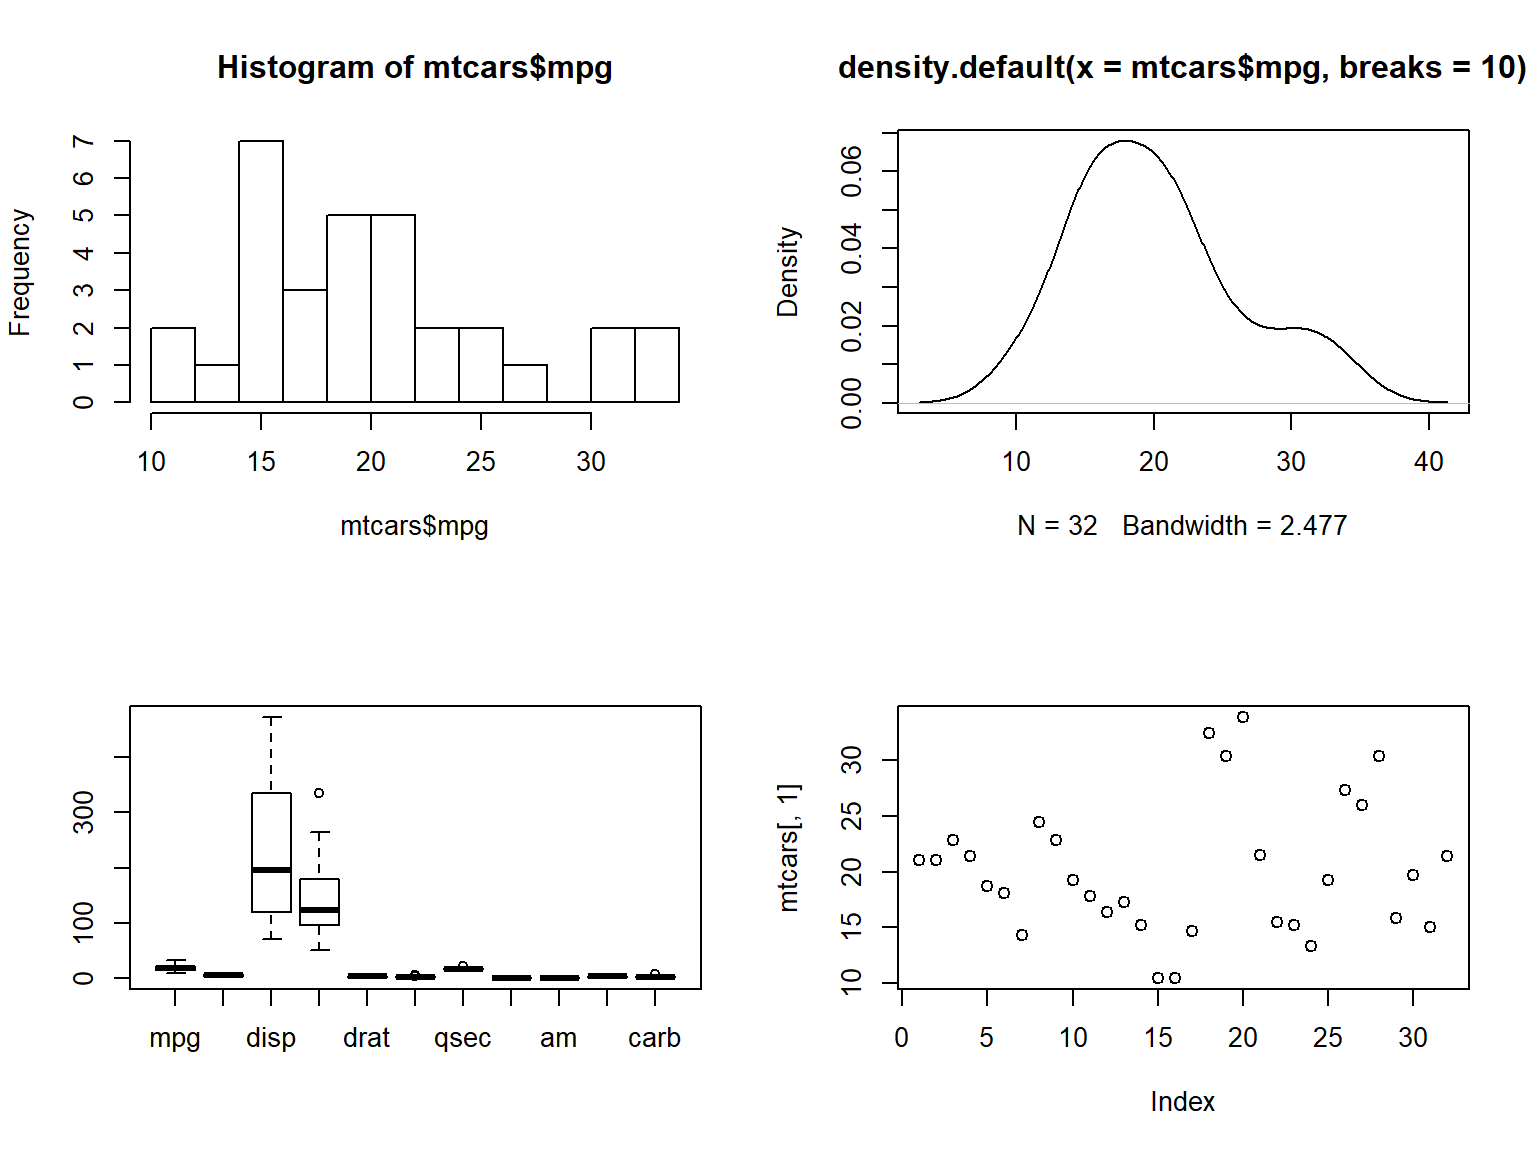 Histogram of mtcars$mpg
Frequency
0 1 2 3 4 5 6 7
10 15 20 25 30
mtcars$mpg
density.default(x = mtcars$mpg, breaks = 10)
Density
0.00 0.02 0.04 0.06
10 20 30 40
N = 32   Bandwidth = 2.477
0 100 300
mpg disp drat qsec am carb
mtcars[, 1]
10 15 20 25 30
0 5 10 15 20 25 30
Index